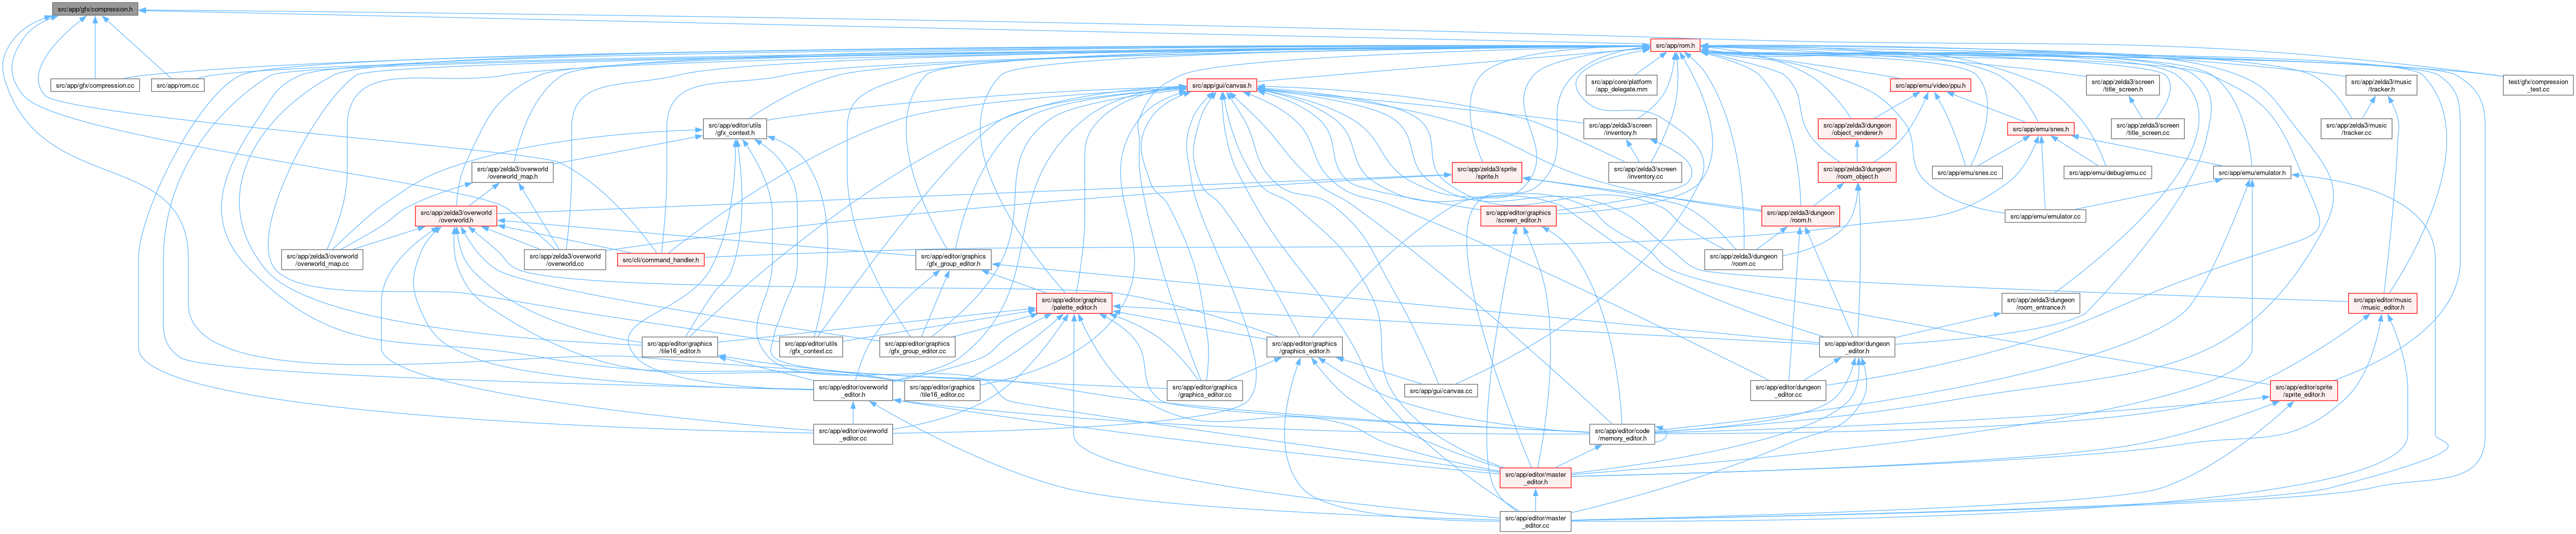 src/app/gfx/compression.h
src/app/rom.h
src/app/gfx/compression.cc
src/app/rom.cc
src/app/gui/canvas.h
src/app/core/platform
/app_delegate.mm
src/app/emu/video/ppu.h
src/app/zelda3/screen
/title_screen.h
src/app/zelda3/music
/tracker.h
test/gfx/compression
_test.cc
src/app/editor/utils
/gfx_context.h
src/app/zelda3/screen
/inventory.h
src/app/zelda3/dungeon
/object_renderer.h
src/app/emu/snes.h
src/app/zelda3/screen
/title_screen.cc
src/app/zelda3/music
/tracker.cc
src/app/zelda3/overworld
/overworld_map.h
src/app/zelda3/sprite
/sprite.h
src/app/zelda3/screen
/inventory.cc
src/app/zelda3/dungeon
/room_object.h
src/app/emu/snes.cc
src/app/emu/debug/emu.cc
src/app/emu/emulator.h
src/app/zelda3/overworld
/overworld.h
src/app/editor/graphics
/screen_editor.h
src/app/zelda3/dungeon
/room.h
src/app/emu/emulator.cc
src/app/zelda3/overworld
/overworld_map.cc
src/app/zelda3/overworld
/overworld.cc
src/cli/command_handler.h
src/app/editor/graphics
/gfx_group_editor.h
src/app/zelda3/dungeon
/room.cc
src/app/editor/graphics
/palette_editor.h
src/app/zelda3/dungeon
/room_entrance.h
src/app/editor/music
/music_editor.h
src/app/editor/graphics
/tile16_editor.h
src/app/editor/utils
/gfx_context.cc
src/app/editor/graphics
/gfx_group_editor.cc
src/app/editor/graphics
/graphics_editor.h
src/app/editor/dungeon
_editor.h
src/app/editor/overworld
_editor.h
src/app/editor/graphics
/tile16_editor.cc
src/app/editor/graphics
/graphics_editor.cc
src/app/gui/canvas.cc
src/app/editor/dungeon
_editor.cc
src/app/editor/sprite
/sprite_editor.h
src/app/editor/overworld
_editor.cc
src/app/editor/code
/memory_editor.h
src/app/editor/master
_editor.h
src/app/editor/master
_editor.cc